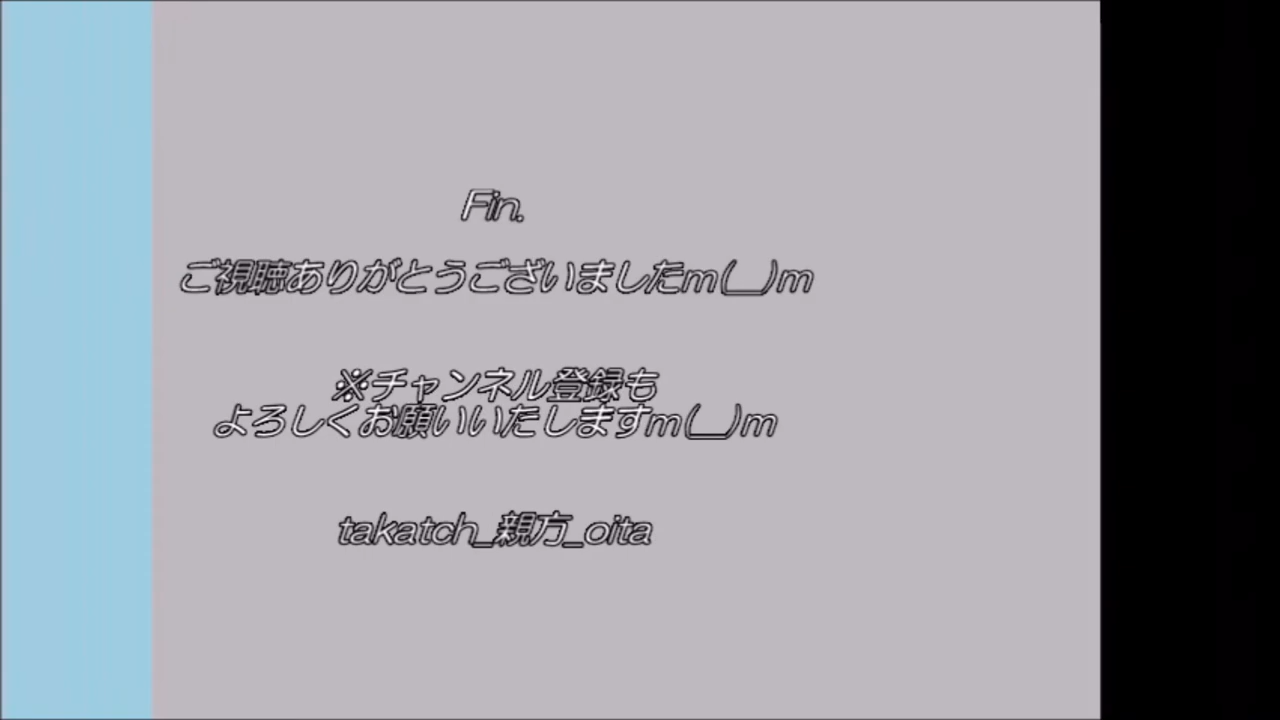 Fin.
ご視聴ありがとうございましたm(__)m
※チャンネル登録も
よろしくお願いいたしますm(__)m
takatch_親方_oita